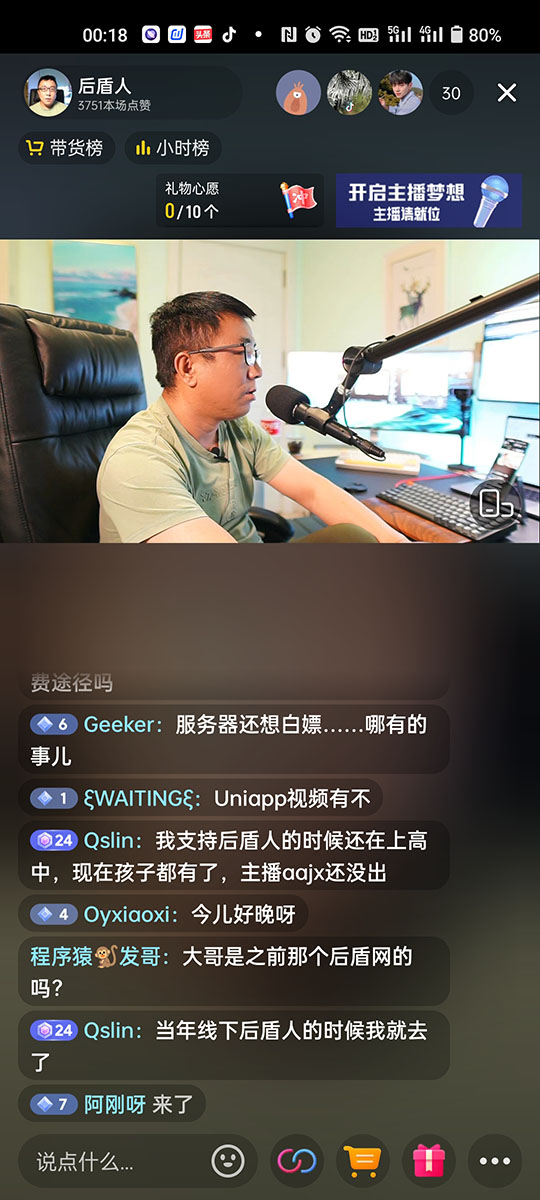 00:18
头条
HD2
5G
4G
80%
后盾人
3751本场点赞
30
带货榜
小时榜
礼物心愿
0/10个
冲
开启主播梦想
主播请就位
费途径吗
6 Geeker：服务器还想白嫖……哪有的
事儿
1 ξWAITINGξ：Uniapp视频有不
24 Qslin：我支持后盾人的时候还在上高
中，现在孩子都有了，主播aajx还没出
4 Oyxiaoxi：今儿好晚呀
程序猿🐒发哥：大哥是之前那个后盾网的
吗？
24 Qslin：当年线下后盾人的时候我就去
了
7 阿刚呀 来了
说点什么...